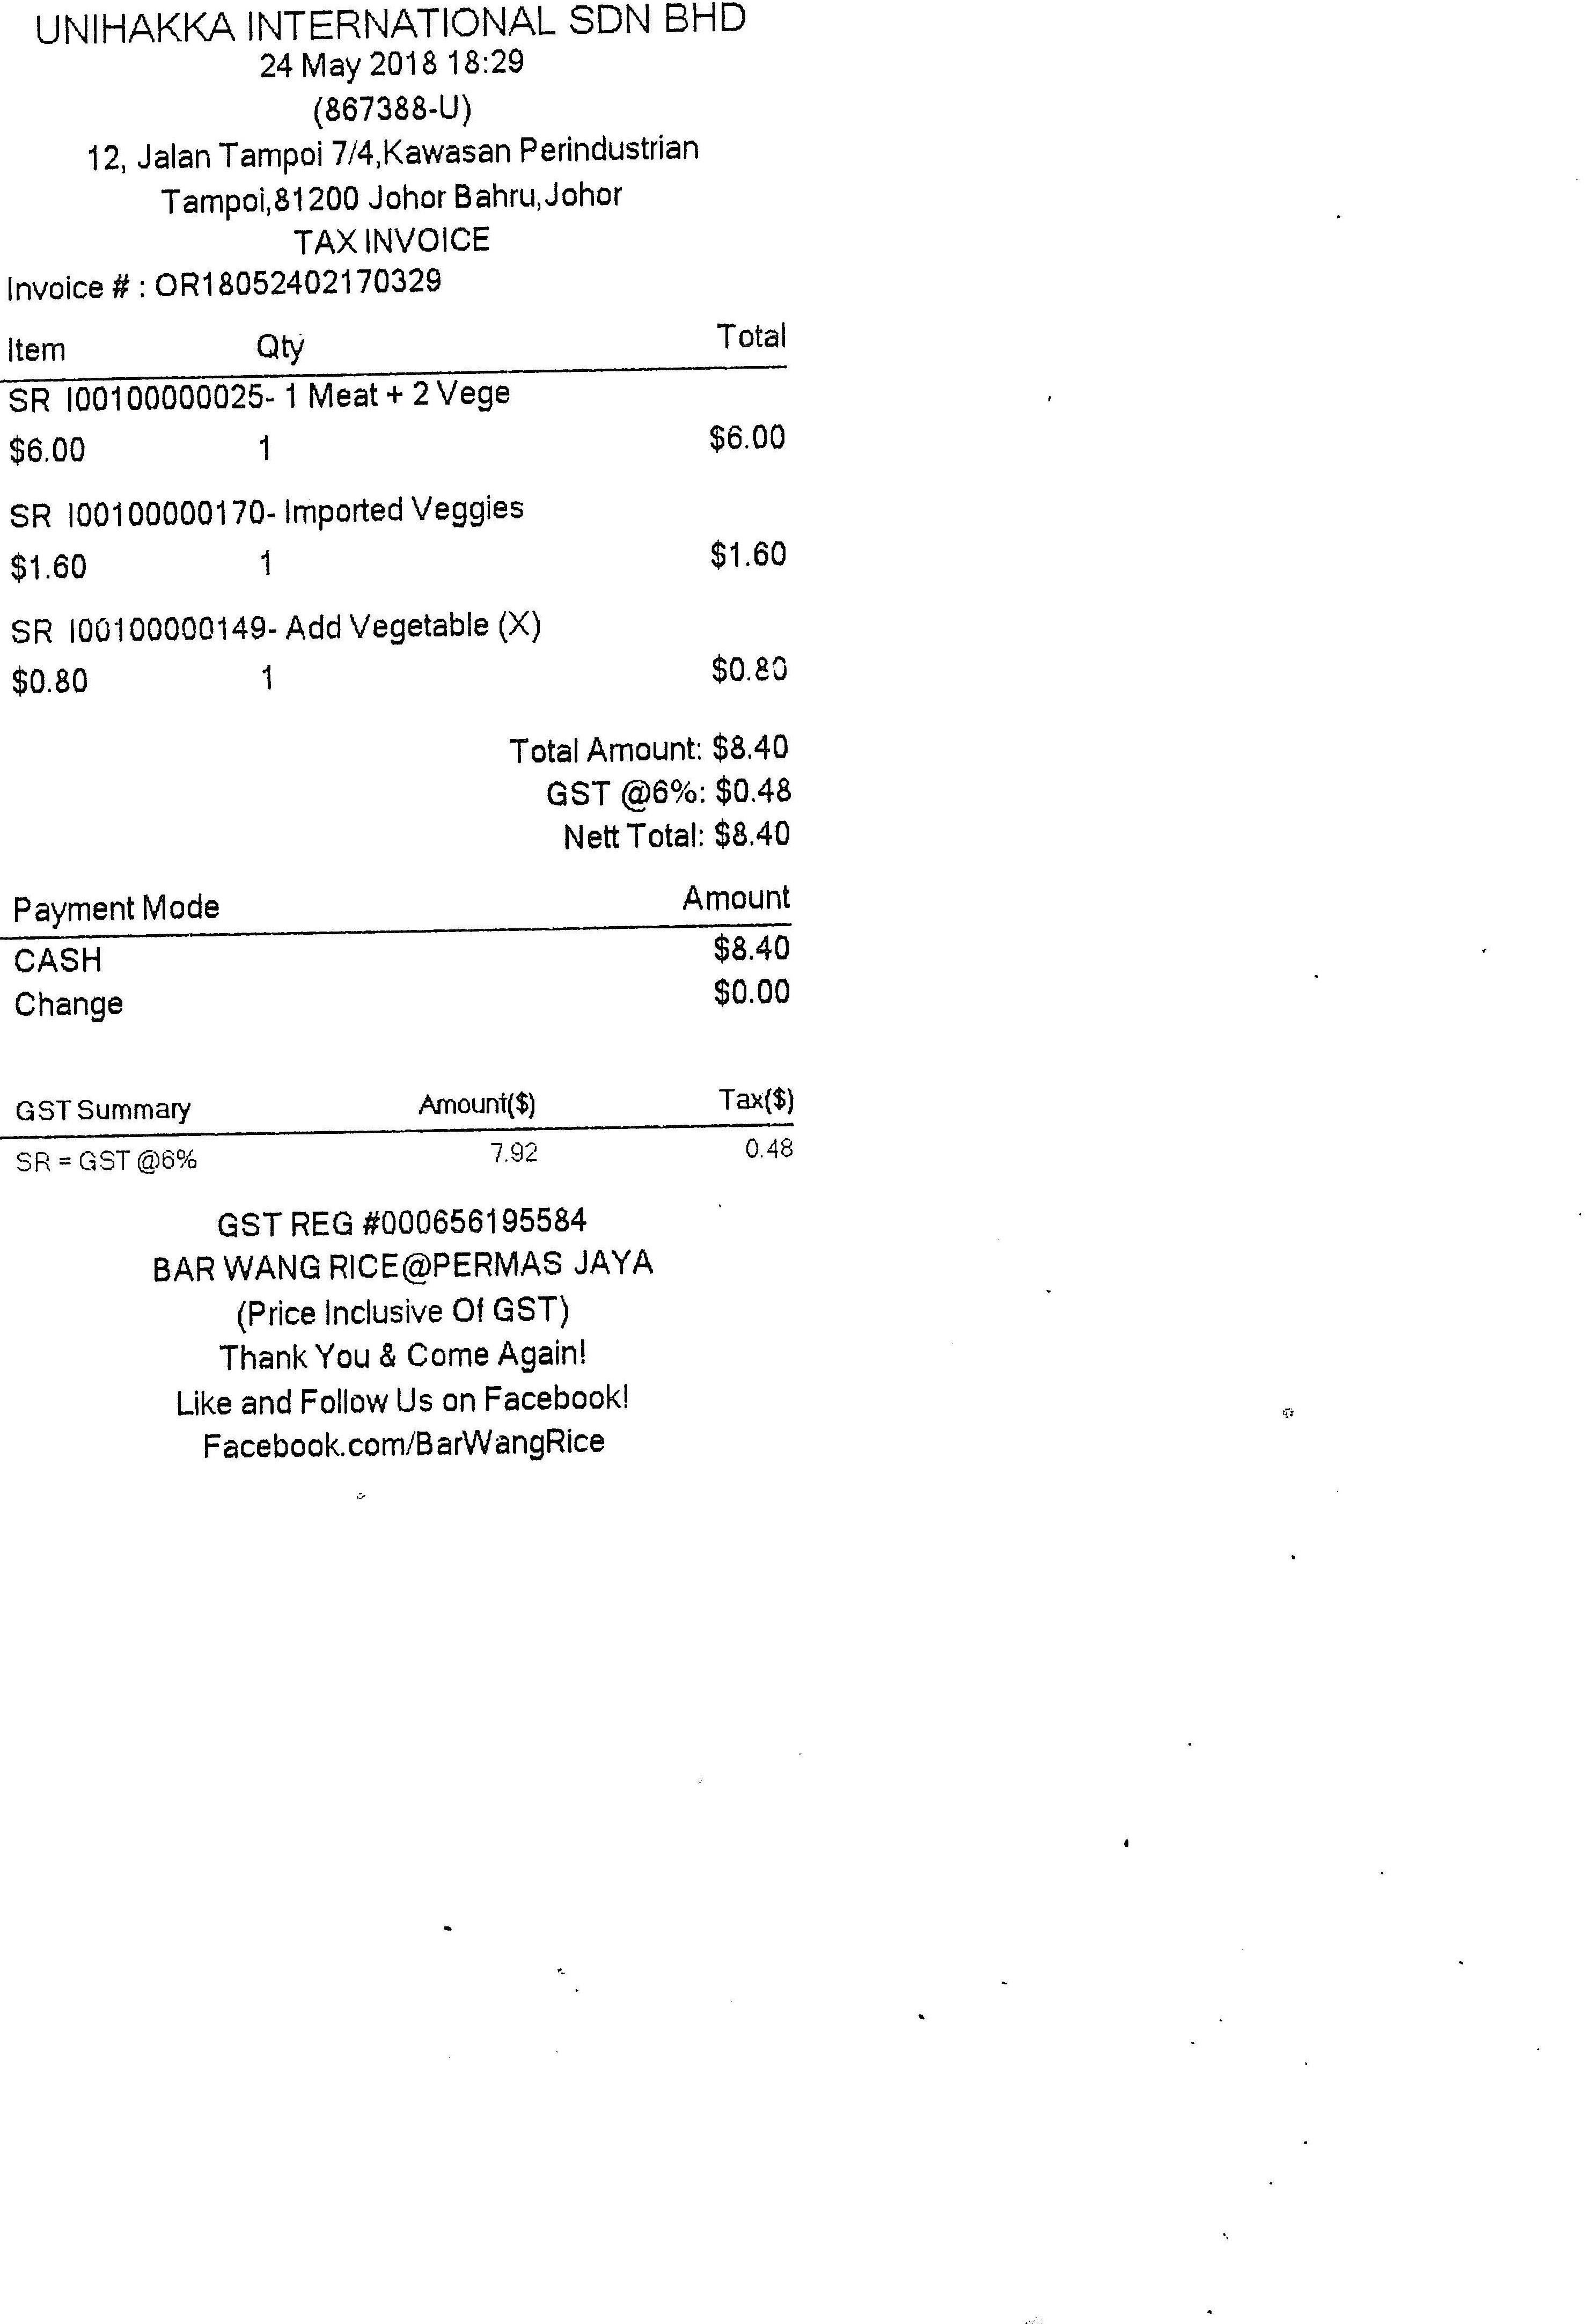 UNIHAKKA INTERNATIONAL SDN BHD
24 May 2018 18:29
(867388-U)
12, Jalan Tampoi 7/4,Kawasan Perindustrian
Tampoi,81200 Johor Bahru,Johor
TAX INVOICE
Invoice # : OR18052402170329
Item Qty Total
SR I00100000025- 1 Meat + 2 Vege
$6.00 1 $6.00
SR I00100000170- Imported Veggies
$1.60 1 $1.60
SR I00100000149- Add Vegetable (X)
$0.80 1 $0.80
Total Amount: $8.40
GST @6%: $0.48
Nett Total: $8.40
Payment Mode Amount
CASH $8.40
Change $0.00
GST Summary Amount($) Tax($)
SR = GST @6% 7.92 0.48
GST REG #000656195584
BAR WANG RICE@PERMAS JAYA
(Price Inclusive Of GST)
Thank You & Come Again!
Like and Follow Us on Facebook!
Facebook.com/BarWangRice